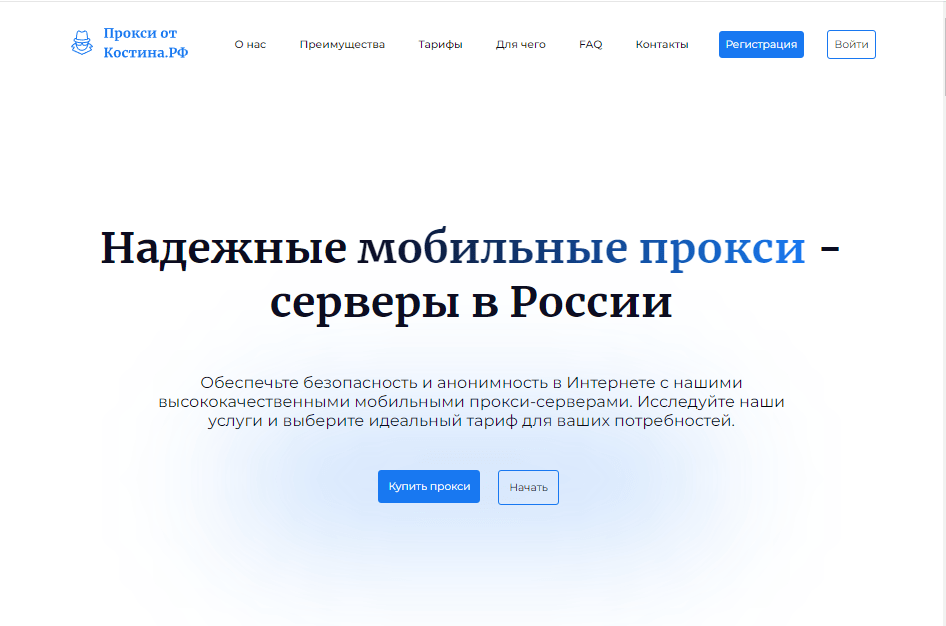 Прокси от
Костина.РФ
О нас
Преимущества
Тарифы
Для чего
FAQ
Контакты
Регистрация
Войти
Надежные мобильные прокси -
серверы в России
Обеспечьте безопасность и анонимность в Интернете с нашими
высококачественными мобильными прокси-серверами. Исследуйте наши
услуги и выберите идеальный тариф для ваших потребностей.
Купить прокси
Начать